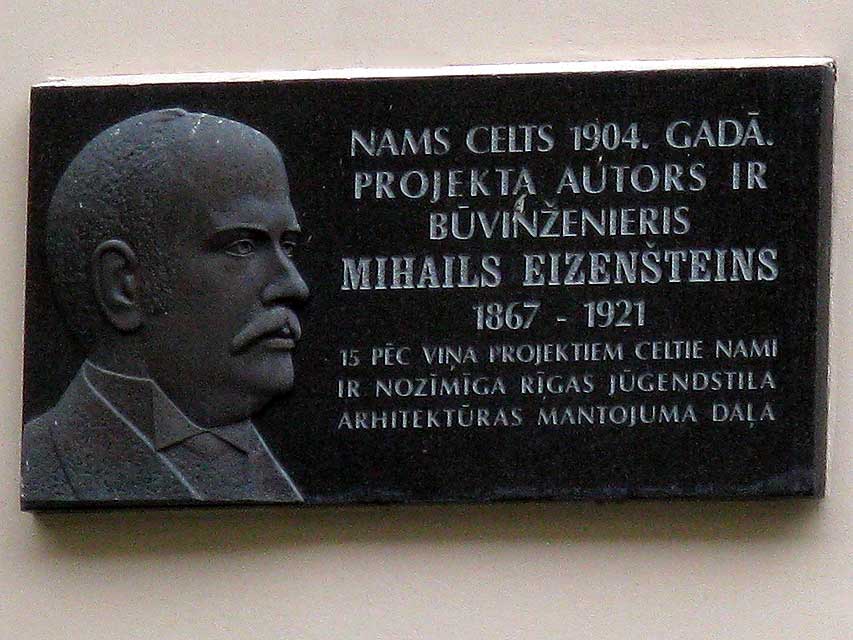 NAMS CELTS 1904. GADĀ.
PROJEKTA AUTORS IR
BŪVINŽENIERIS
MIHAILS EIZENŠTEINS
1867 - 1921
15 PĒC VIŅA PROJEKTIEM CELTIE NAMI
IR NOZĪMĪGA RĪGAS JŪGENDSTILA
ARHITEKTŪRAS MANTOJUMA DAĻA